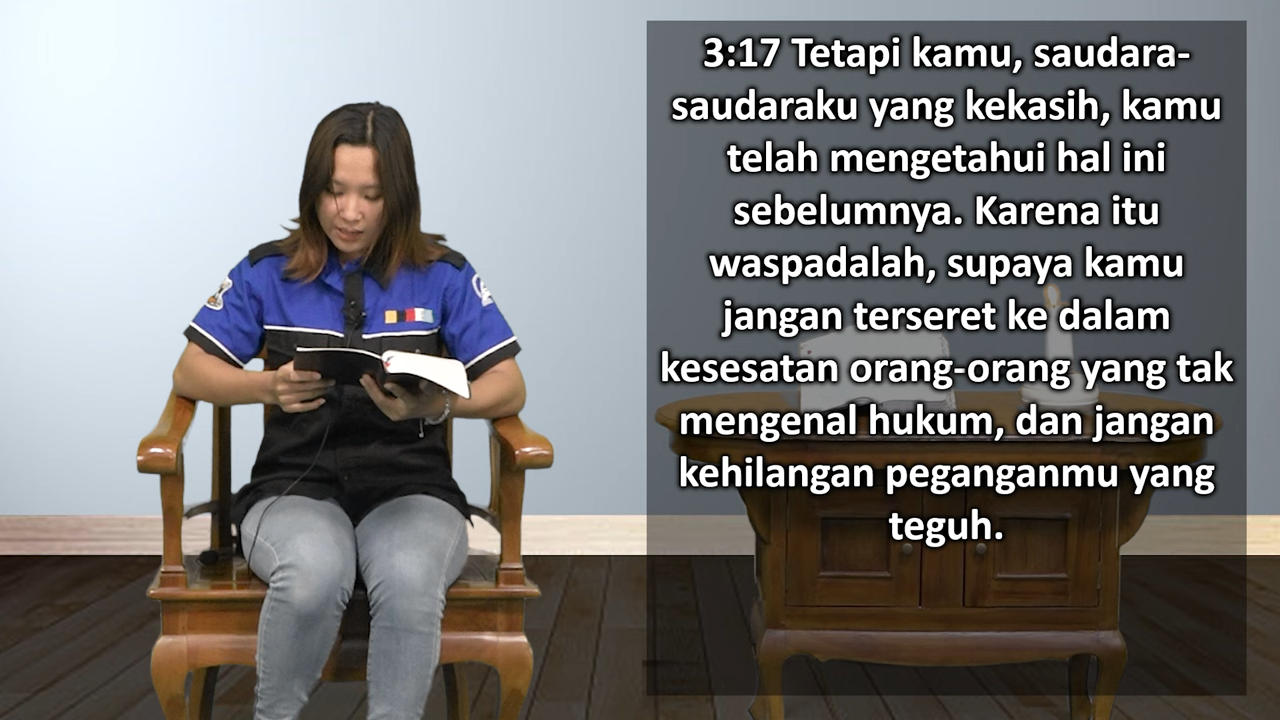 3:17 Tetapi kamu, saudara-
saudaraku yang kekasih, kamu
telah mengetahui hal ini
sebelumnya. Karena itu
waspadalah, supaya kamu
jangan terseret ke dalam
kesesatan orang-orang yang tak
mengenal hukum, dan jangan
kehilangan peganganmu yang
teguh.